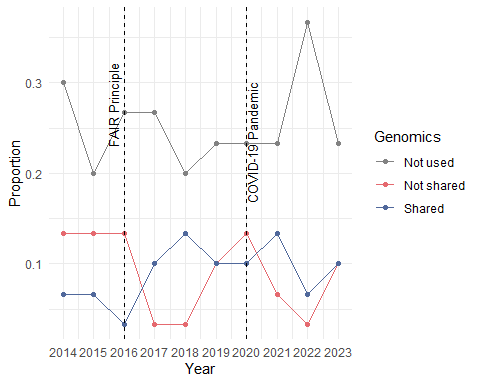 0.3
0.2
0.1
Proportion
FAIR Principle
COVID-19 Pandemic
2014 2015 2016 2017 2018 2019 2020 2021 2022 2023
Year
Genomics
Not used
Not shared
Shared